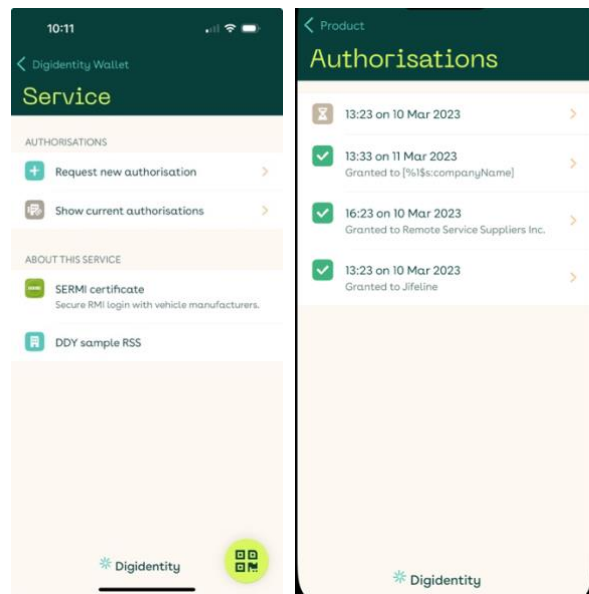 10:11
Digidentity Wallet
Service
AUTHORISATIONS
Request new authorisation
Show current authorisations
ABOUT THIS SERVICE
SERMI certificate
Secure RMI login with vehicle manufacturers.
DDY sample RSS
Digidentity
Product
Authorisations
13:23 on 10 Mar 2023
13:33 on 11 Mar 2023
Granted to [%1$s:companyName]
16:23 on 10 Mar 2023
Granted to Remote Service Suppliers Inc.
13:23 on 10 Mar 2023
Granted to Jifeline
Digidentity